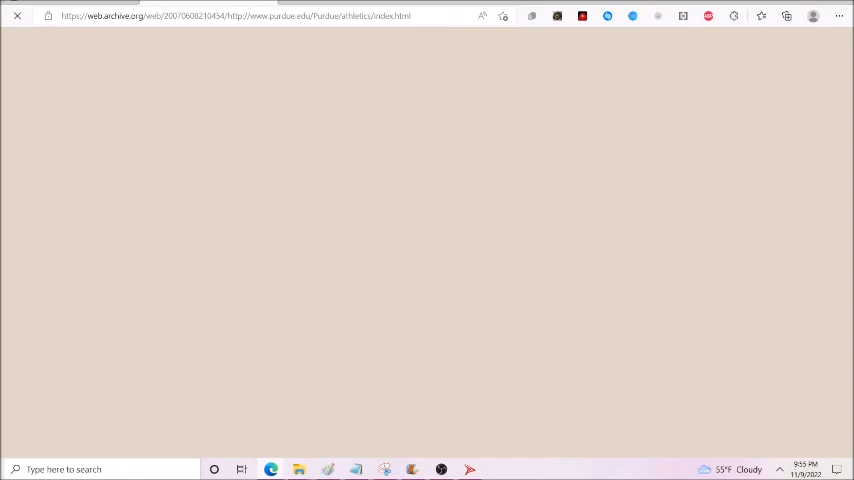 https://web.archive.org/web/20070608210454/http://www.purdue.edu/Purdue/athletics/index.html
ABP
Type here to search
55°F Cloudy
9:55 PM
11/9/2022